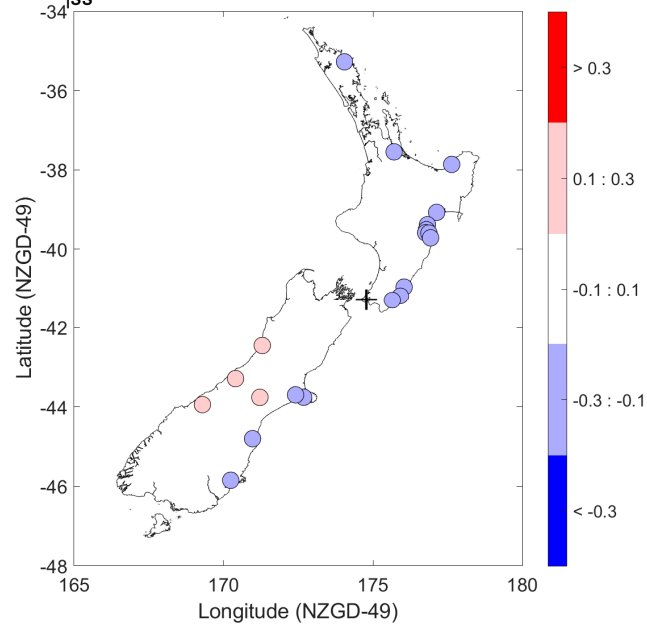 -34
-36
-38
-40
-42
-44
-46
-48
165
170
175
180
Latitude (NZGD-49)
Longitude (NZGD-49)
> 0.3
0.1 : 0.3
-0.1 : 0.1
-0.3 : -0.1
< -0.3